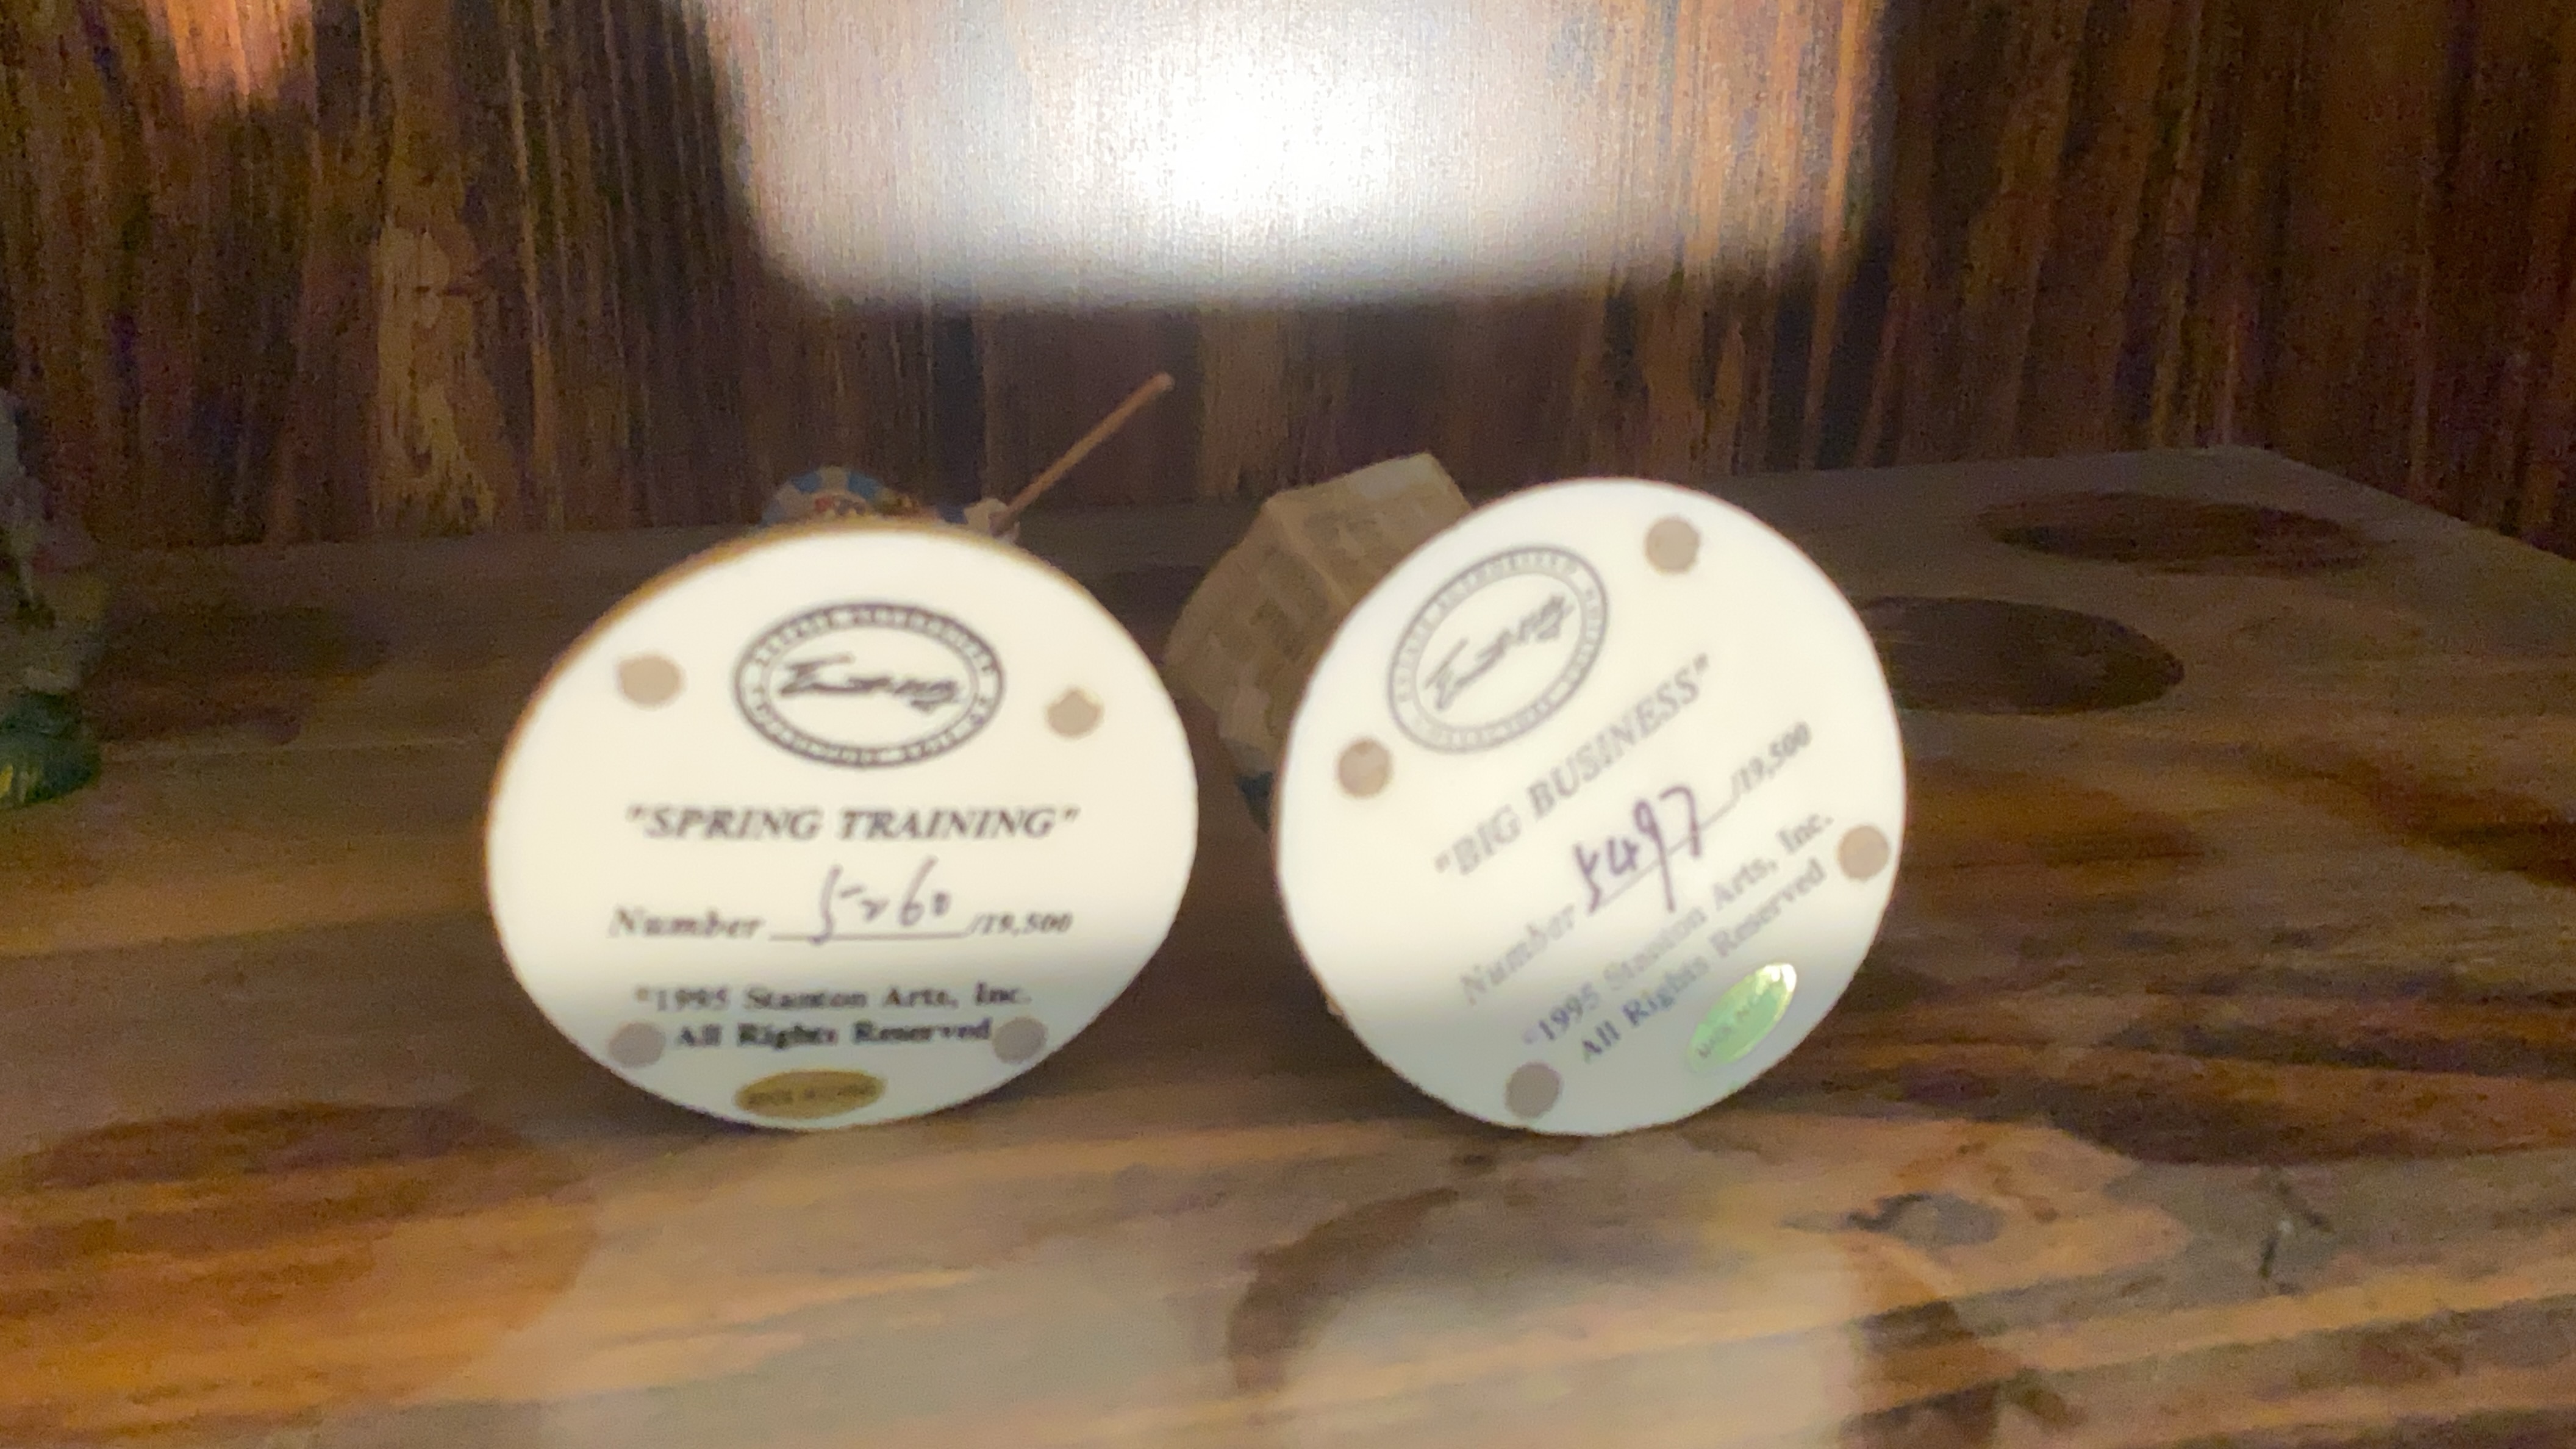 "SPRING TRAINING"
Number 5260 /19,500
©1995 Stanton Arts, Inc.
All Rights Reserved
"BIG BUSINESS"
Number 5497 /19,500
©1995 Stanton Arts, Inc.
All Rights Reserved